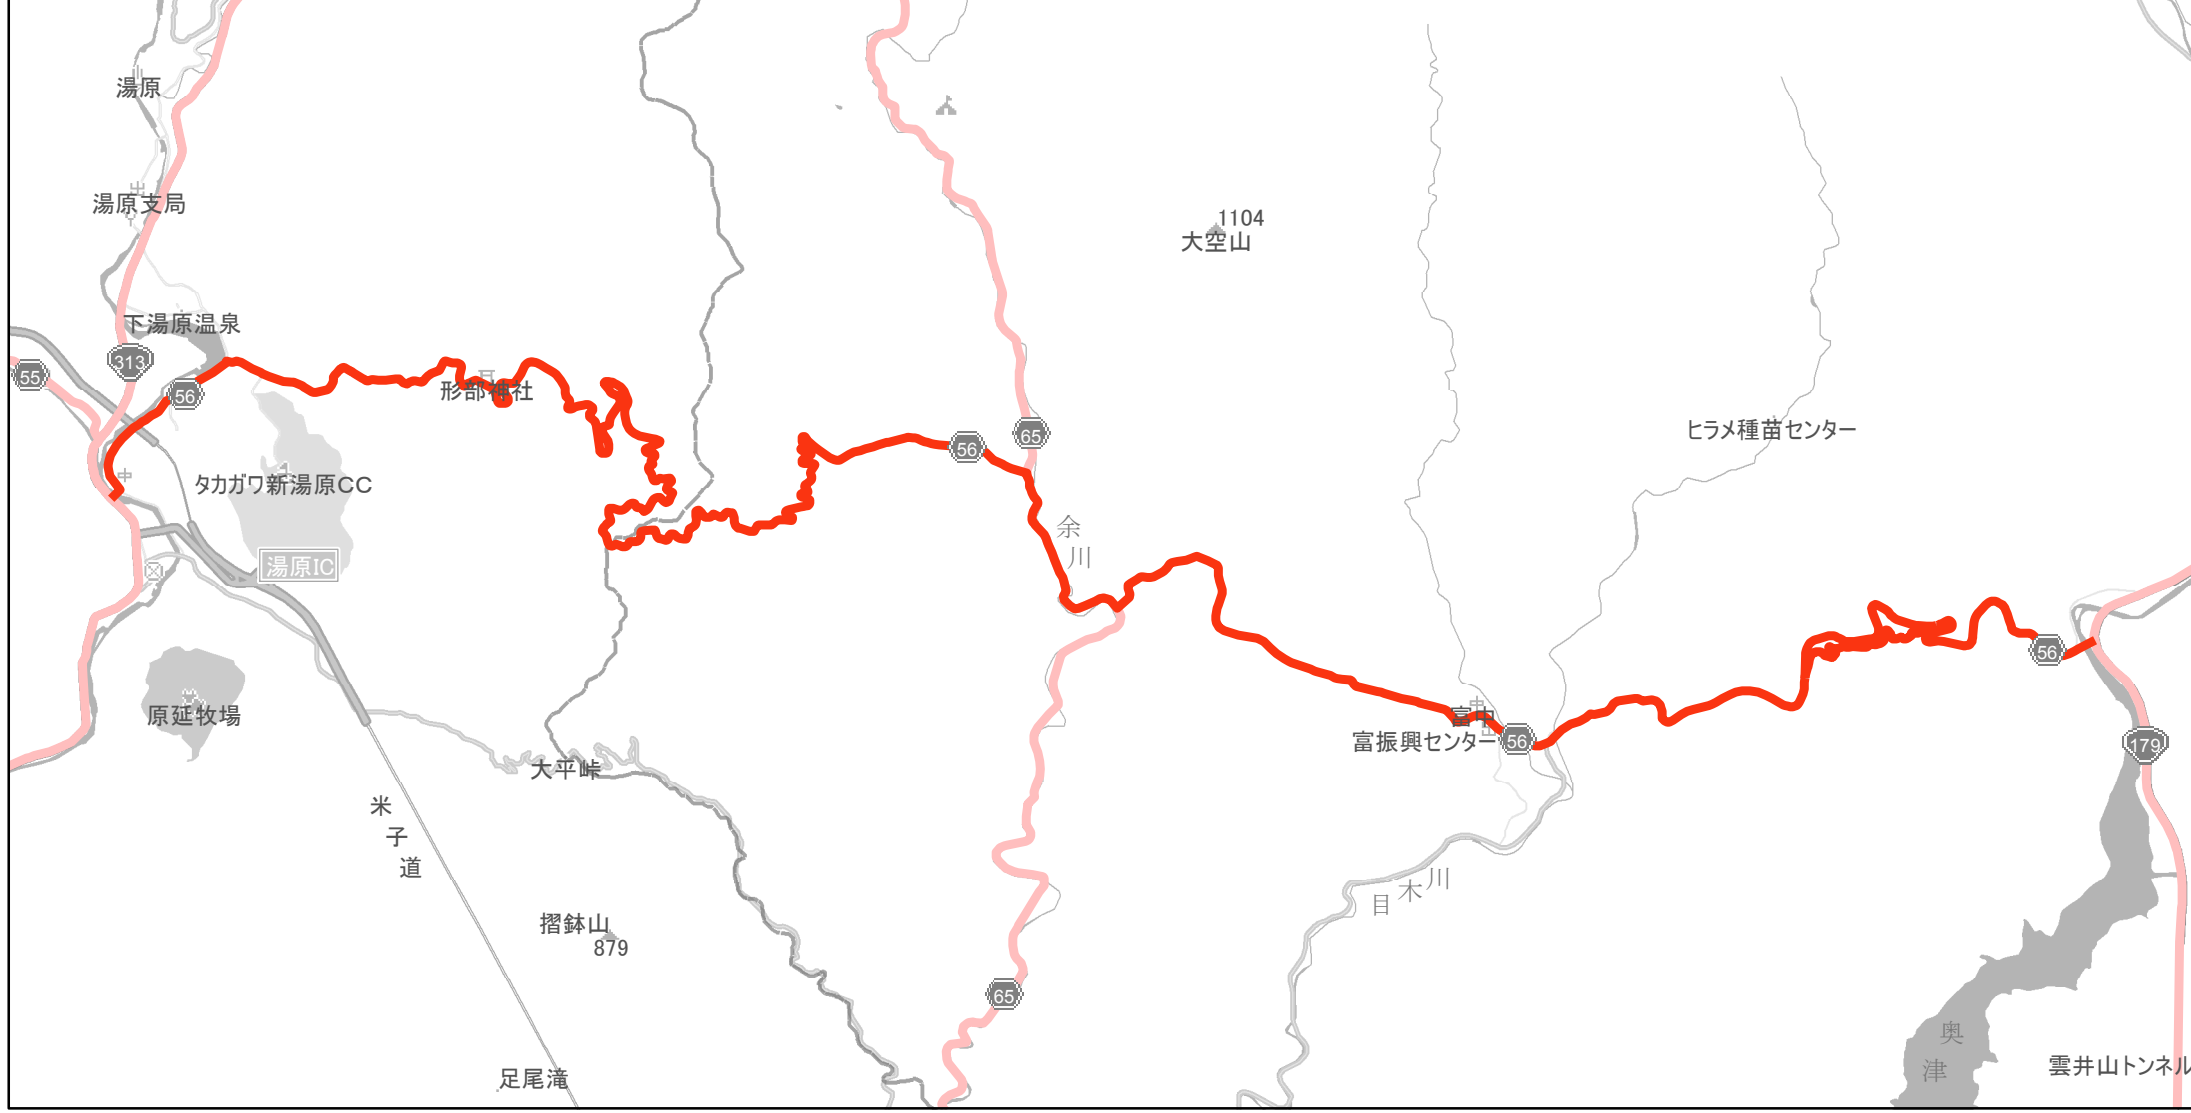 湯原
湯原支局
1104
大空山
下湯原温泉
313
55
56
形部神社
65
56
ヒラメ種苗センター
タカガワ新湯原CC
余川
湯原IC
56
原延牧場
富中
富振興センター
56
179
大平峠
米子道
目木川
摺鉢山
879
65
奥津
足尾滝
雲井山トンネル